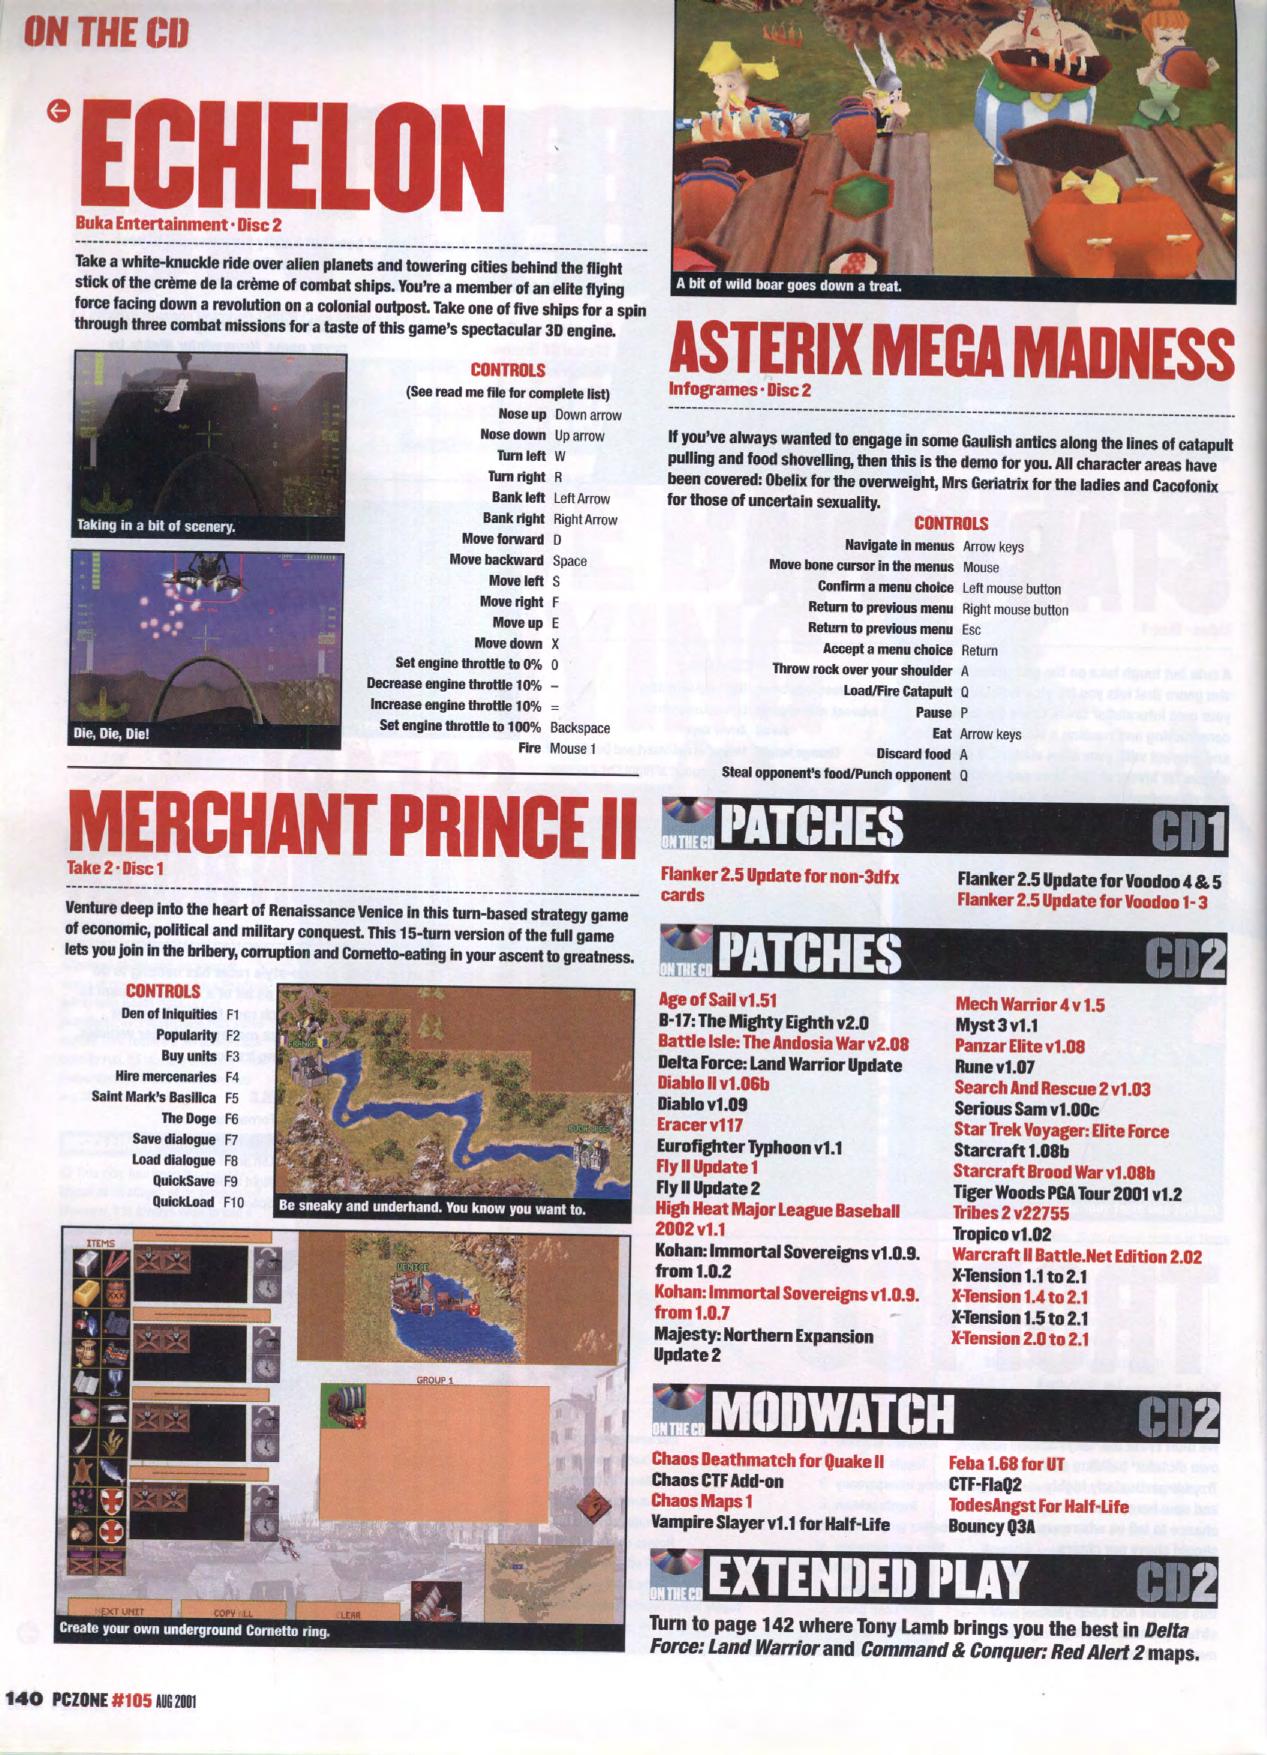 ON THE CD
ECHELON
Buka Entertainment · Disc 2
Take a white-knuckle ride over alien planets and towering cities behind the flight
stick of the crème de la crème of combat ships. You're a member of an elite flying
force facing down a revolution on a colonial outpost. Take one of five ships for a spin
through three combat missions for a taste of this game's spectacular 3D engine.
Taking in a bit of scenery.
Die, Die, Die!
CONTROLS
(See read me file for complete list)
Nose up Down arrow
Nose down Up arrow
Turn left W
Turn right R
Bank left Left Arrow
Bank right Right Arrow
Move forward D
Move backward Space
Move left S
Move right F
Move up E
Move down X
Set engine throttle to 0% 0
Decrease engine throttle 10% –
Increase engine throttle 10% =
Set engine throttle to 100% Backspace
Fire Mouse 1
MERCHANT PRINCE II
Take 2 · Disc 1
Venture deep into the heart of Renaissance Venice in this turn-based strategy game
of economic, political and military conquest. This 15-turn version of the full game
lets you join in the bribery, corruption and Cornetto-eating in your ascent to greatness.
CONTROLS
Den of Iniquities F1
Popularity F2
Buy units F3
Hire mercenaries F4
Saint Mark's Basilica F5
The Doge F6
Save dialogue F7
Load dialogue F8
QuickSave F9
QuickLoad F10
Be sneaky and underhand. You know you want to.
ITEMS
VENICE
GROUP 1
NEXT UNIT
COPY ALL
CLEAR
Create your own underground Cornetto ring.
A bit of wild boar goes down a treat.
ASTERIX MEGA MADNESS
Infogrames · Disc 2
If you've always wanted to engage in some Gaulish antics along the lines of catapult
pulling and food shovelling, then this is the demo for you. All character areas have
been covered: Obelix for the overweight, Mrs Geriatrix for the ladies and Cacofonix
for those of uncertain sexuality.
CONTROLS
Navigate in menus Arrow keys
Move bone cursor in the menus Mouse
Confirm a menu choice Left mouse button
Return to previous menu Right mouse button
Return to previous menu Esc
Accept a menu choice Return
Throw rock over your shoulder A
Load/Fire Catapult Q
Pause P
Eat Arrow keys
Discard food A
Steal opponent's food/Punch opponent Q
ON THE CD PATCHES CD1
Flanker 2.5 Update for non-3dfx
cards
Flanker 2.5 Update for Voodoo 4 & 5
Flanker 2.5 Update for Voodoo 1- 3
ON THE CD PATCHES CD2
Age of Sail v1.51
B-17: The Mighty Eighth v2.0
Battle Isle: The Andosia War v2.08
Delta Force: Land Warrior Update
Diablo II v1.06b
Diablo v1.09
Eracer v117
Eurofighter Typhoon v1.1
Fly II Update 1
Fly II Update 2
High Heat Major League Baseball
2002 v1.1
Kohan: Immortal Sovereigns v1.0.9.
from 1.0.2
Kohan: Immortal Sovereigns v1.0.9.
from 1.0.7
Majesty: Northern Expansion
Update 2
Mech Warrior 4 v 1.5
Myst 3 v1.1
Panzar Elite v1.08
Rune v1.07
Search And Rescue 2 v1.03
Serious Sam v1.00c
Star Trek Voyager: Elite Force
Starcraft 1.08b
Starcraft Brood War v1.08b
Tiger Woods PGA Tour 2001 v1.2
Tribes 2 v22755
Tropico v1.02
Warcraft II Battle.Net Edition 2.02
X-Tension 1.1 to 2.1
X-Tension 1.4 to 2.1
X-Tension 1.5 to 2.1
X-Tension 2.0 to 2.1
ON THE CD MODWATCH CD2
Chaos Deathmatch for Quake II
Chaos CTF Add-on
Chaos Maps 1
Vampire Slayer v1.1 for Half-Life
Feba 1.68 for UT
CTF-FlaQ2
TodesAngst For Half-Life
Bouncy Q3A
ON THE CD EXTENDED PLAY CD2
Turn to page 142 where Tony Lamb brings you the best in Delta
Force: Land Warrior and Command & Conquer: Red Alert 2 maps.
140 PCZONE #105 AUG 2001